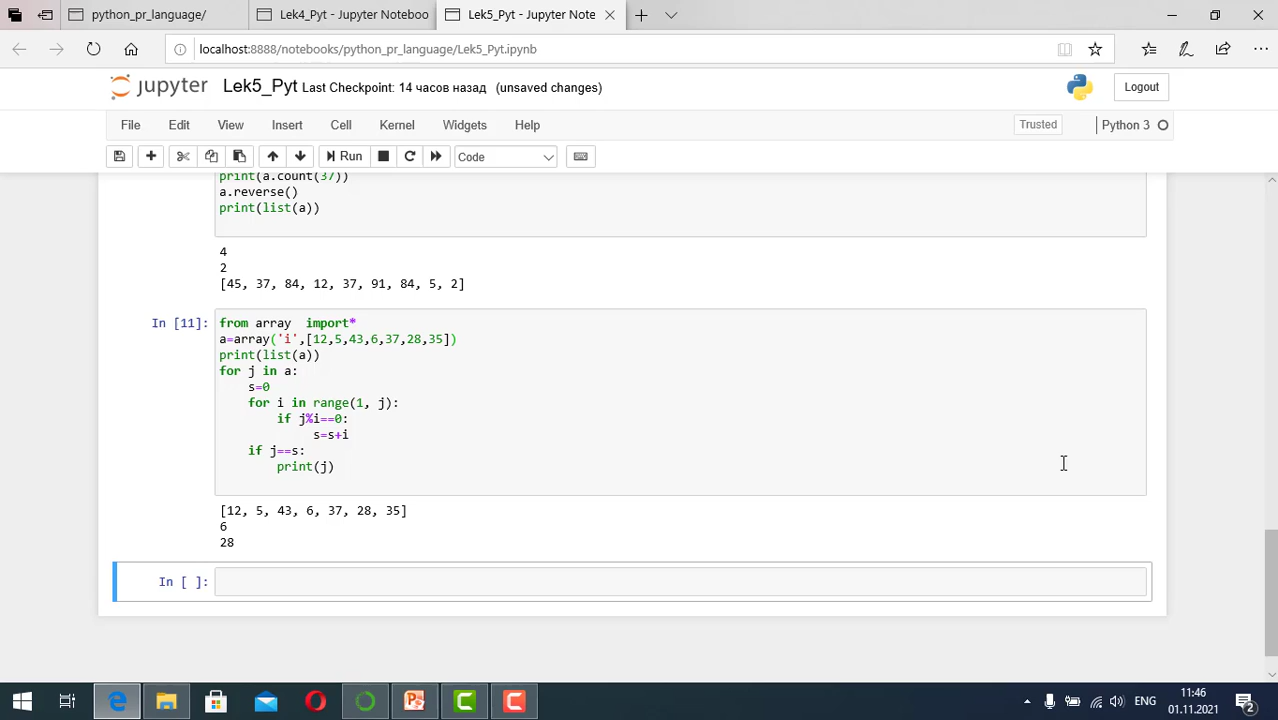 python_pr_language/
Lek4_Pyt - Jupyter Noteboo
Lek5_Pyt - Jupyter Note
localhost:8888/notebooks/python_pr_language/Lek5_Pyt.ipynb
jupyter Lek5_Pyt Last Checkpoint: 14 часов назад (unsaved changes)
Logout
File Edit View Insert Cell Kernel Widgets Help
Trusted
Python 3
Run
Code
print(a.count(37))
a.reverse()
print(list(a))
4
2
[45, 37, 84, 12, 37, 91, 84, 5, 2]
In [11]:
from array  import*
a=array('i',[12,5,43,6,37,28,35])
print(list(a))
for j in a:
    s=0
    for i in range(1, j):
        if j%i==0:
             s=s+i
    if j==s:
        print(j)
[12, 5, 43, 6, 37, 28, 35]
6
28
In [ ]:
ENG
11:46
01.11.2021
2